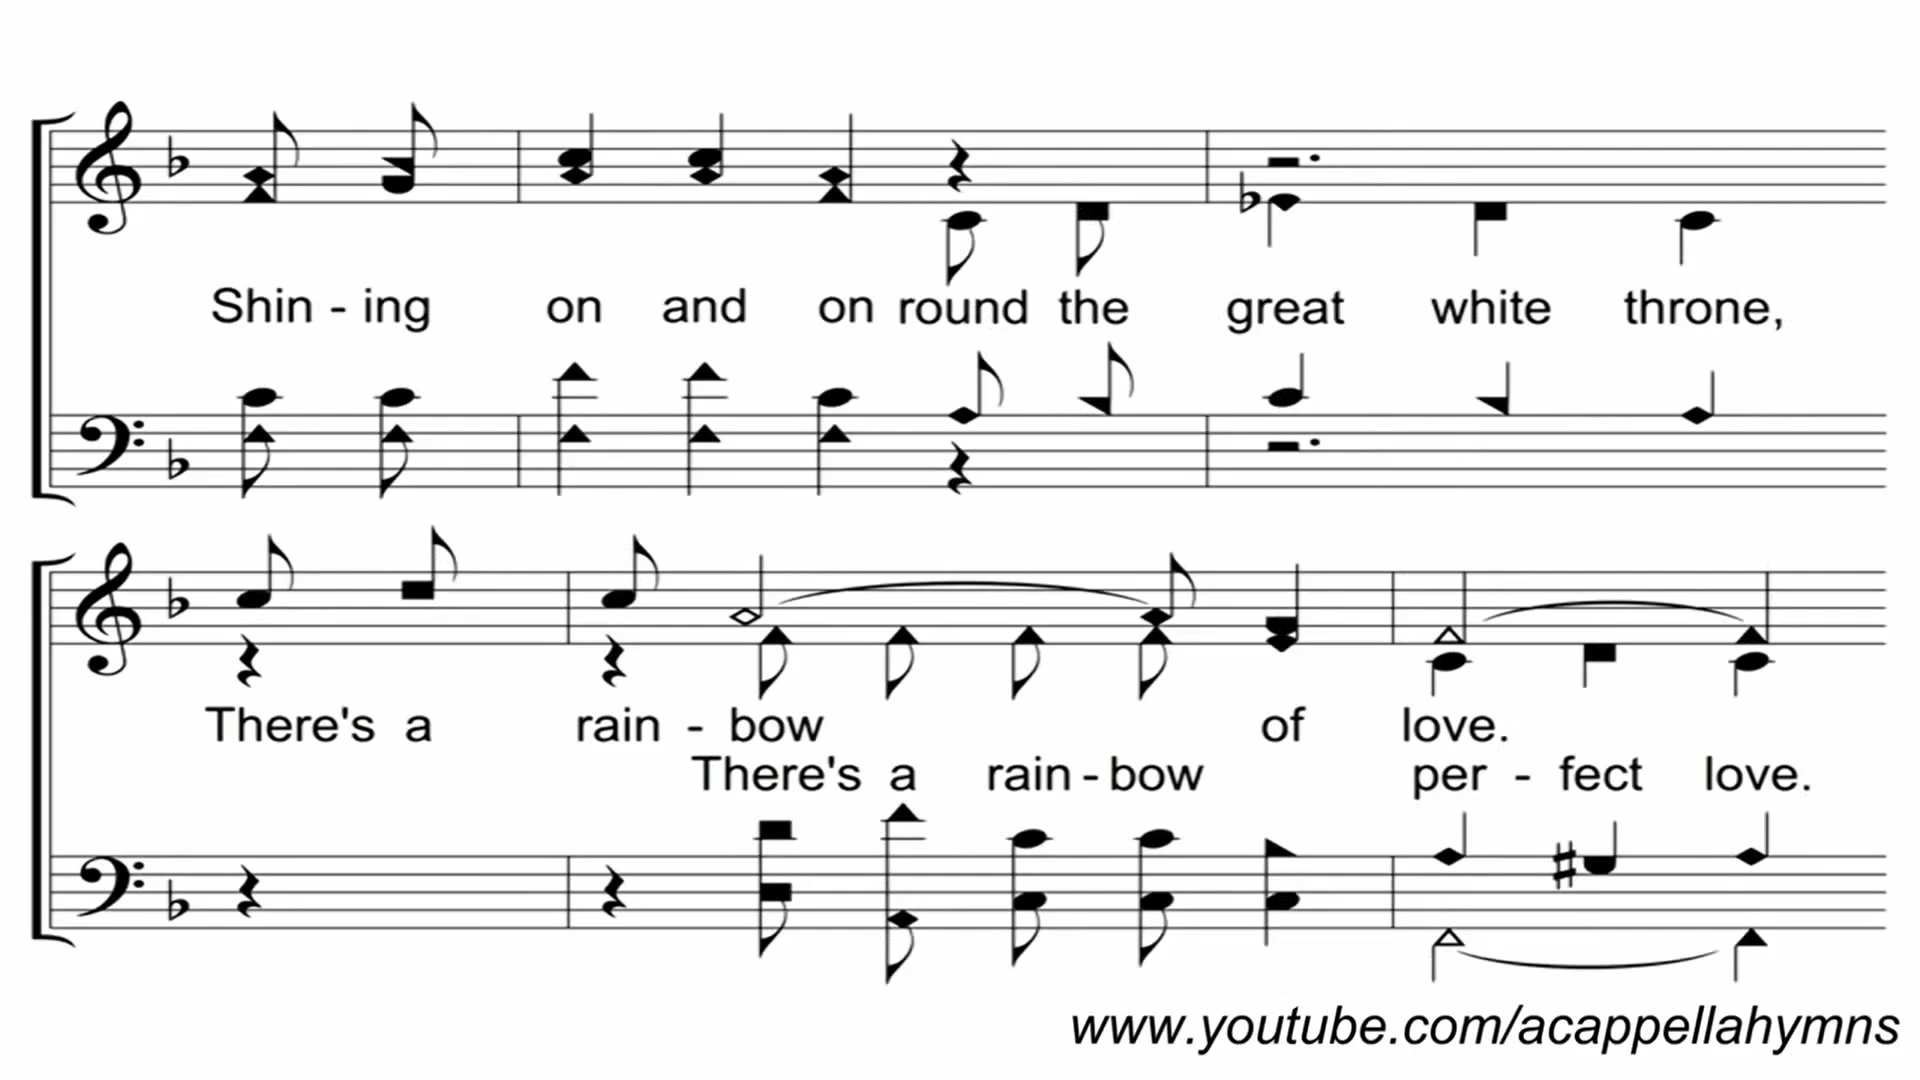 Shin - ing on and on round the great white throne,
There's a rain - bow of love.
There's a rain - bow per - fect love.
www.youtube.com/acappellahymns